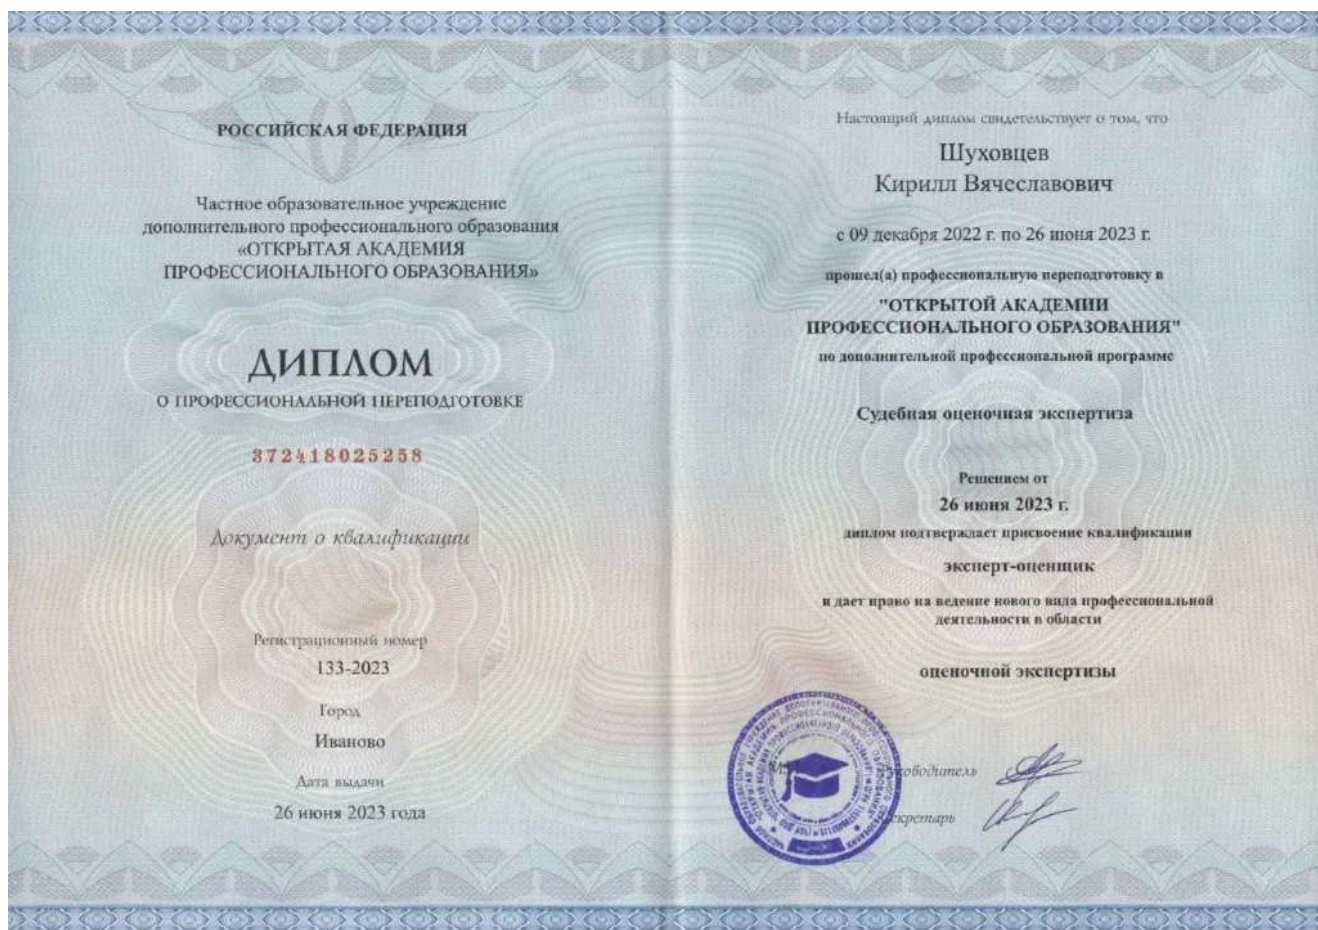 РОССИЙСКАЯ ФЕДЕРАЦИЯ
Частное образовательное учреждение
дополнительного профессионального образования
«ОТКРЫТАЯ АКАДЕМИЯ
ПРОФЕССИОНАЛЬНОГО ОБРАЗОВАНИЯ»
ДИПЛОМ
О ПРОФЕССИОНАЛЬНОЙ ПЕРЕПОДГОТОВКЕ
372418025258
Документ о квалификации
Регистрационный номер
133-2023
Город
Иваново
Дата выдачи
26 июня 2023 года
Настоящий диплом свидетельствует о том, что
Шуховцев
Кирилл Вячеславович
с 09 декабря 2022 г. по 26 июня 2023 г.
прошел(а) профессиональную переподготовку в
"ОТКРЫТОЙ АКАДЕМИИ
ПРОФЕССИОНАЛЬНОГО ОБРАЗОВАНИЯ"
по дополнительной профессиональной программе
Судебная оценочная экспертиза
Решением от
26 июня 2023 г.
диплом подтверждает присвоение квалификации
эксперт-оценщик
и дает право на ведение нового вида профессиональной
деятельности в области
оценочной экспертизы
Руководитель
Секретарь